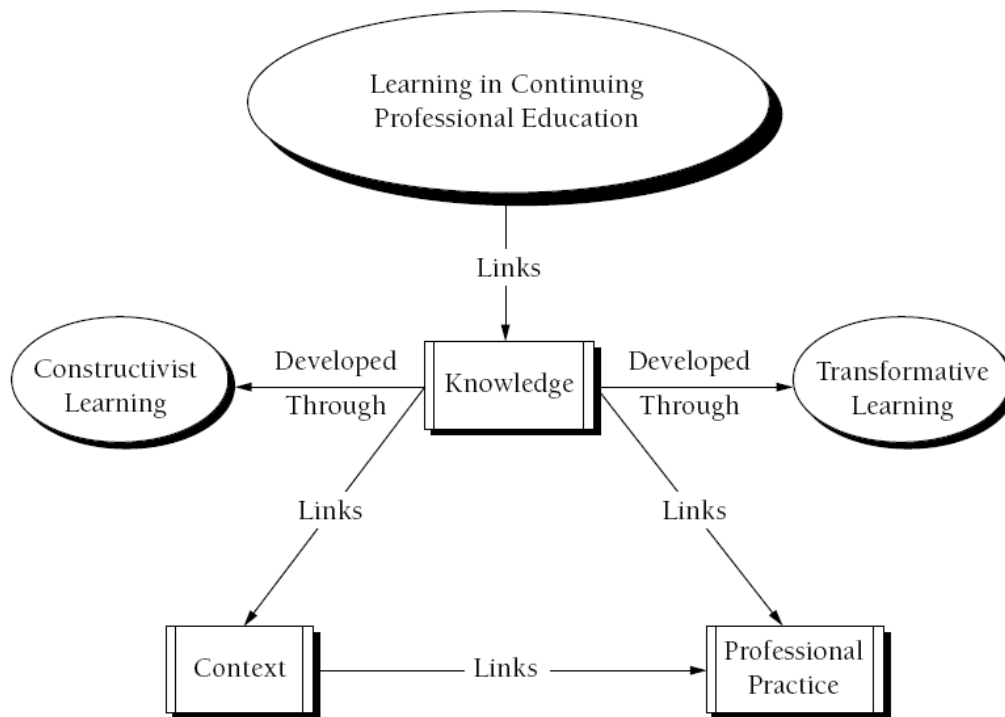 Learning in Continuing
Professional Education
Links
Constructivist
Learning
Developed
Through
Knowledge
Developed
Through
Transformative
Learning
Links
Links
Context
Links
Professional
Practice